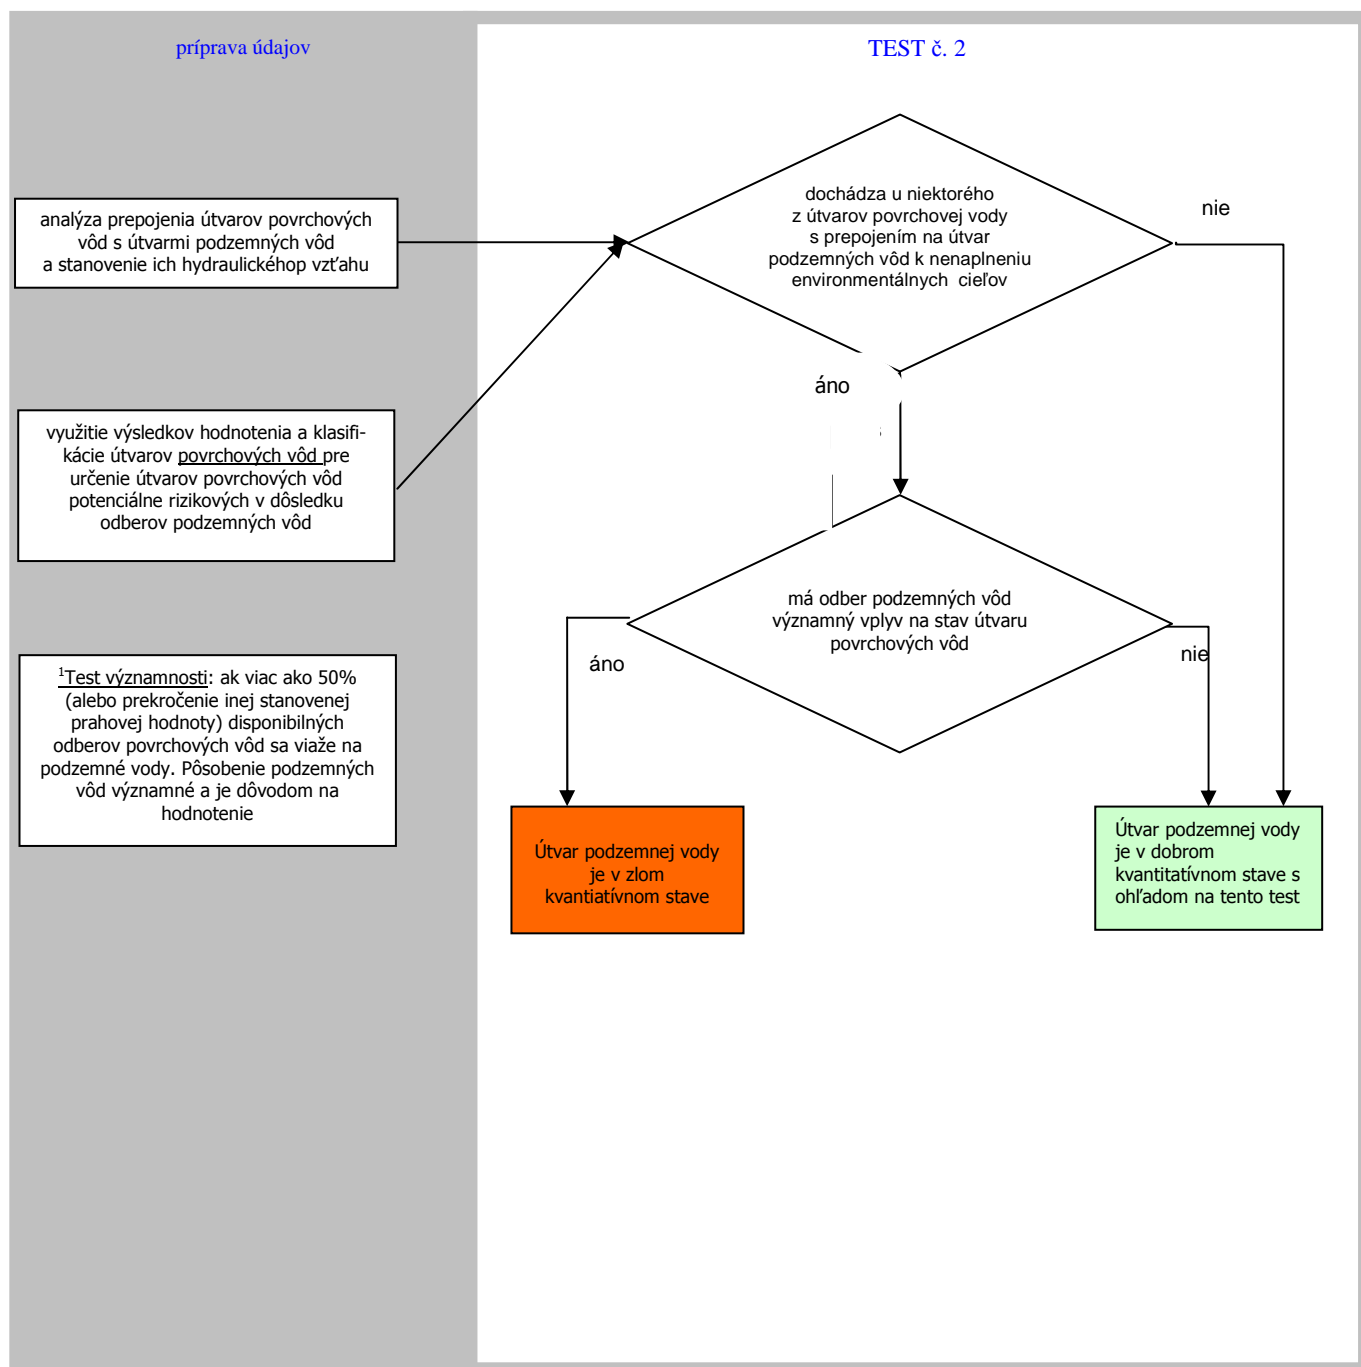 príprava údajov
TEST č. 2
analýza prepojenia útvarov povrchových
vôd s útvarmi podzemných vôd
a stanovenie ich hydraulickéhop vzťahu
dochádza u niektorého
z útvarov povrchovej vody
s prepojením na útvar
podzemných vôd k nenaplneniu
environmentálnych cieľov
nie
áno
využitie výsledkov hodnotenia a klasifi-
kácie útvarov povrchových vôd pre
určenie útvarov povrchových vôd
potenciálne rizikových v dôsledku
odberov podzemných vôd
má odber podzemných vôd
významný vplyv na stav útvaru
povrchových vôd
áno
nie
¹Test významnosti: ak viac ako 50%
(alebo prekročenie inej stanovenej
prahovej hodnoty) disponibilných
odberov povrchových vôd sa viaže na
podzemné vody. Pôsobenie podzemných
vôd významné a je dôvodom na
hodnotenie
Útvar podzemnej vody
je v zlom
kvantiatívnom stave
Útvar podzemnej vody
je v dobrom
kvantitatívnom stave s
ohľadom na tento test